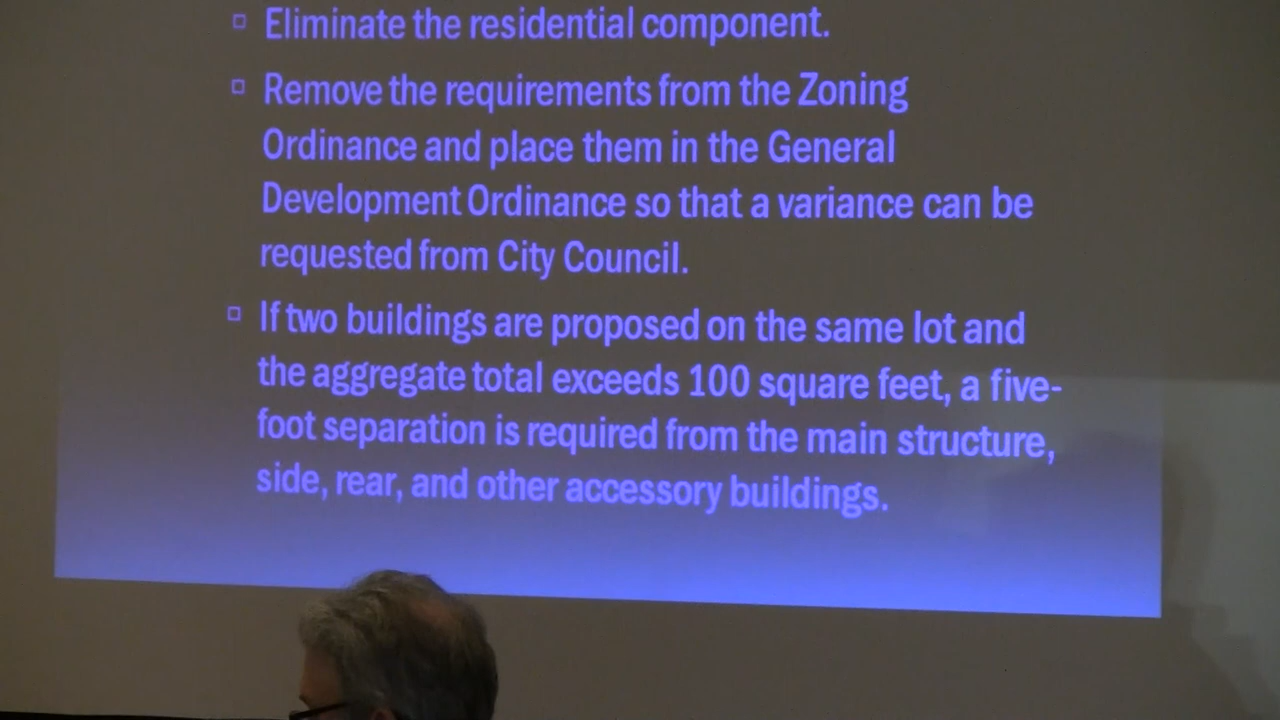 Eliminate the residential component.
Remove the requirements from the Zoning
Ordinance and place them in the General
Development Ordinance so that a variance can be
requested from City Council.
If two buildings are proposed on the same lot and
the aggregate total exceeds 100 square feet, a five-
foot separation is required from the main structure,
side, rear, and other accessory buildings.